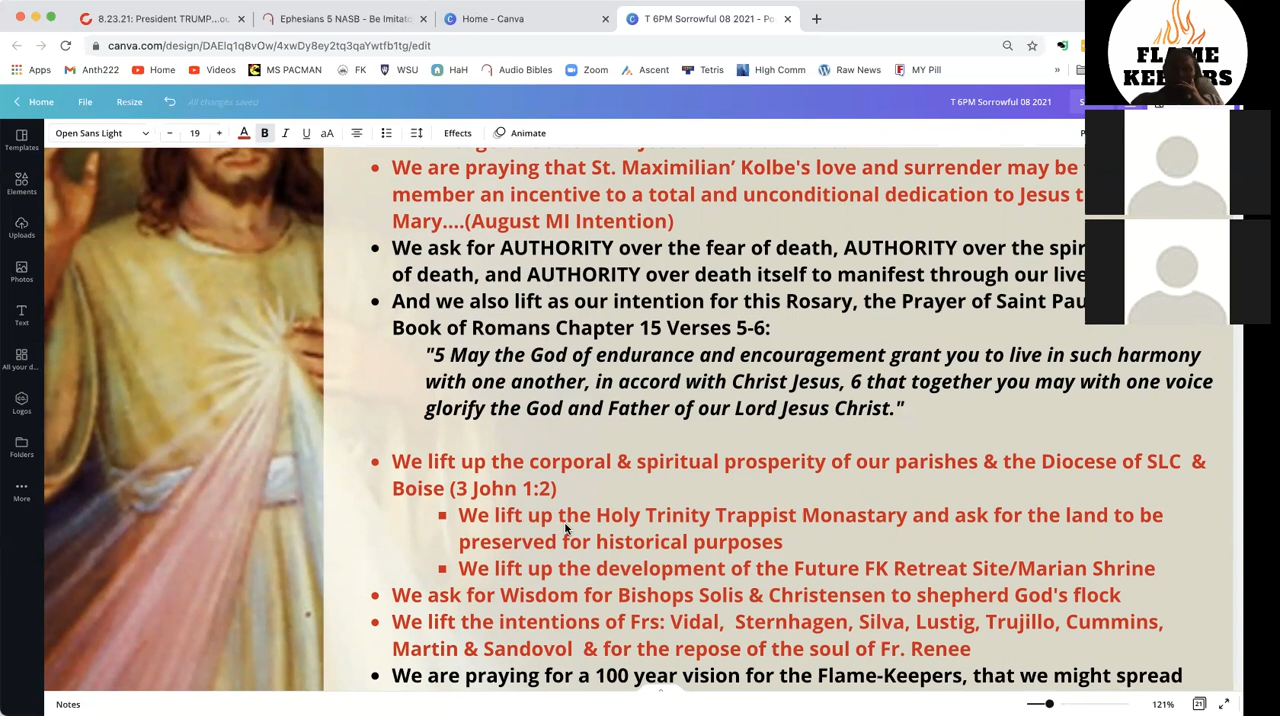 8.23.21: President TRUMP...ou
Ephesians 5 NASB - Be Imitato
Home - Canva
T 6PM Sorrowful 08 2021 - Po
canva.com/design/DAElq1q8vOw/4xwDy8ey2tq3qaYwtfb1tg/edit
Apps
Anth222
Home
Videos
MS PACMAN
FK
WSU
HaH
Audio Bibles
Zoom
Ascent
Tetris
High Comm
Raw News
MY Pill
»
FLAME
KEEPERS
Home
File
Resize
All changes saved
T 6PM Sorrowful 08 2021
Open Sans Light
− 19 +
A
B
I
U
aA
Effects
Animate
Templates
Elements
Uploads
Photos
Text
All your d...
Logos
Folders
More
• We are praying that St. Maximilian’ Kolbe's love and surrender may be
member an incentive to a total and unconditional dedication to Jesus t
Mary....(August MI Intention)
• We ask for AUTHORITY over the fear of death, AUTHORITY over the spir
of death, and AUTHORITY over death itself to manifest through our live
• And we also lift as our intention for this Rosary, the Prayer of Saint Pau
Book of Romans Chapter 15 Verses 5-6:
"5 May the God of endurance and encouragement grant you to live in such harmony
with one another, in accord with Christ Jesus, 6 that together you may with one voice
glorify the God and Father of our Lord Jesus Christ."
• We lift up the corporal & spiritual prosperity of our parishes & the Diocese of SLC &
Boise (3 John 1:2)
▪ We lift up the Holy Trinity Trappist Monastary and ask for the land to be
preserved for historical purposes
▪ We lift up the development of the Future FK Retreat Site/Marian Shrine
• We ask for Wisdom for Bishops Solis & Christensen to shepherd God's flock
• We lift the intentions of Frs: Vidal, Sternhagen, Silva, Lustig, Trujillo, Cummins,
Martin & Sandovol & for the repose of the soul of Fr. Renee
• We are praying for a 100 year vision for the Flame-Keepers, that we might spread
Notes
121%
21